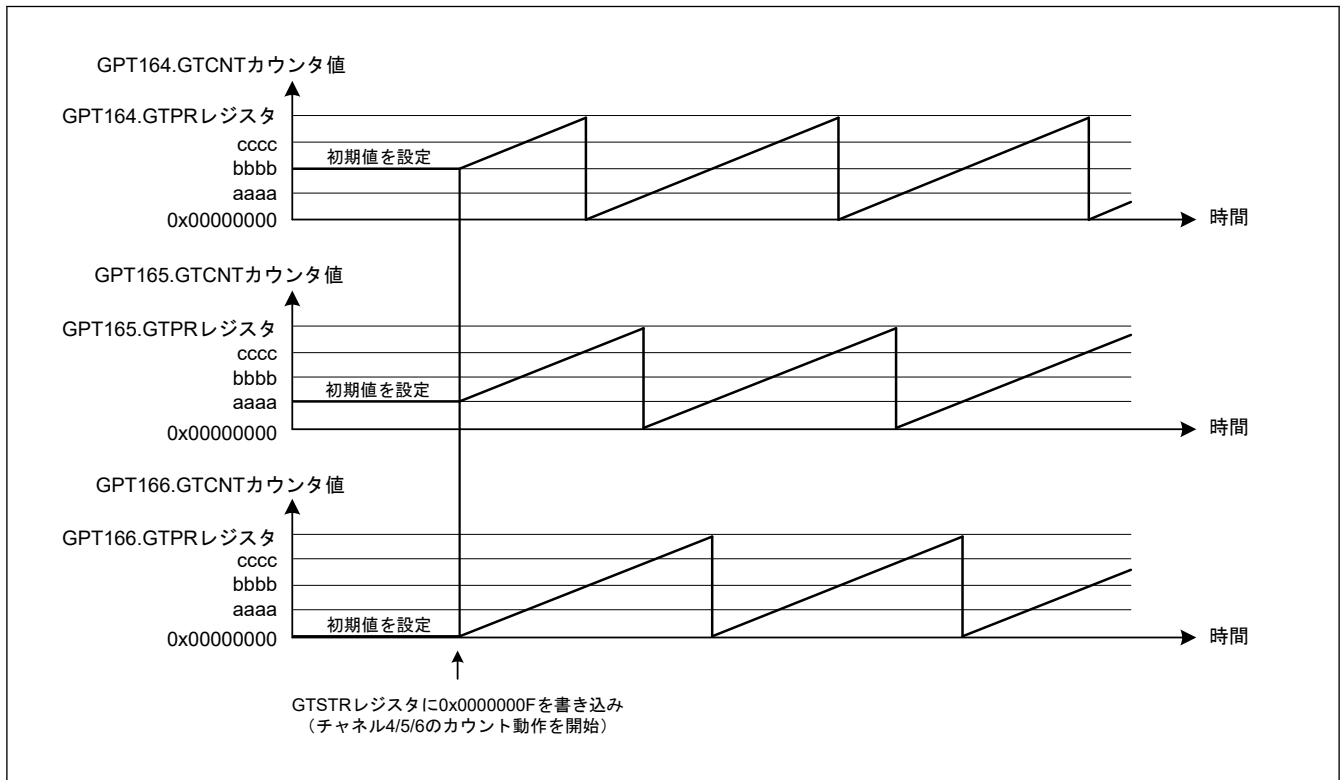 GPT164.GTCNTカウンタ値
GPT164.GTPRレジスタ
cccc
bbbb
初期値を設定
aaaa
0x00000000
時間
GPT165.GTCNTカウンタ値
GPT165.GTPRレジスタ
cccc
bbbb
初期値を設定
aaaa
0x00000000
時間
GPT166.GTCNTカウンタ値
GPT166.GTPRレジスタ
cccc
bbbb
aaaa
初期値を設定
0x00000000
時間
GTSTRレジスタに0x0000000Fを書き込み
（チャネル4/5/6のカウント動作を開始）